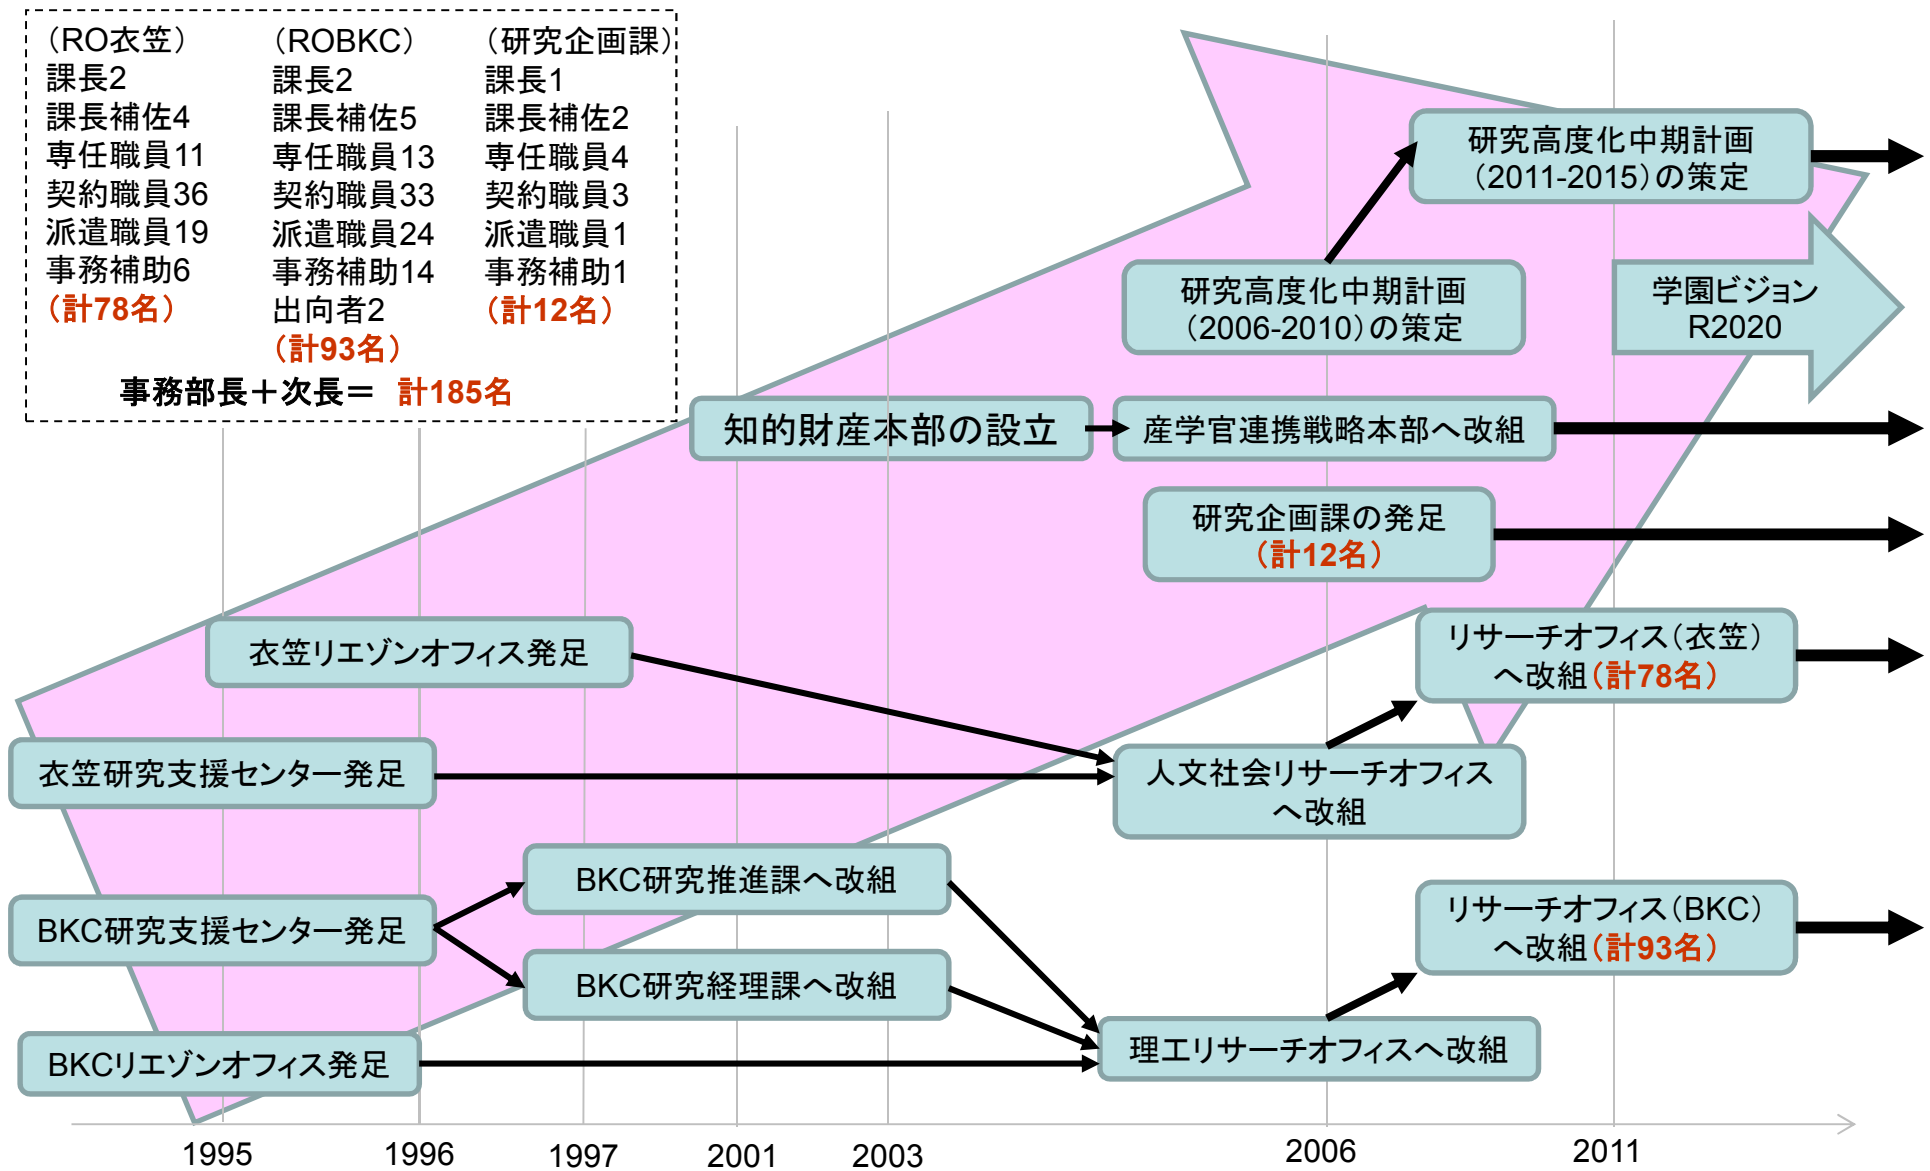 （RO衣笠）
課長2
課長補佐4
専任職員11
契約職員36
派遣職員19
事務補助6
（計78名）
（ROBKC）
課長2
課長補佐5
専任職員13
契約職員33
派遣職員24
事務補助14
出向者2
（計93名）
（研究企画課）
課長1
課長補佐2
専任職員4
契約職員3
派遣職員1
事務補助1
（計12名）
事務部長＋次長＝ 計185名
研究高度化中期計画
（2011-2015）の策定
研究高度化中期計画
（2006-2010）の策定
学園ビジョン
R2020
知的財産本部の設立
産学官連携戦略本部へ改組
研究企画課の発足
（計12名）
衣笠リエゾンオフィス発足
リサーチオフィス（衣笠）
へ改組（計78名）
衣笠研究支援センター発足
人文社会リサーチオフィス
へ改組
BKC研究推進課へ改組
BKC研究支援センター発足
リサーチオフィス（BKC）
へ改組（計93名）
BKC研究経理課へ改組
BKCリエゾンオフィス発足
理工リサーチオフィスへ改組
1995
1996
1997
2001
2003
2006
2011